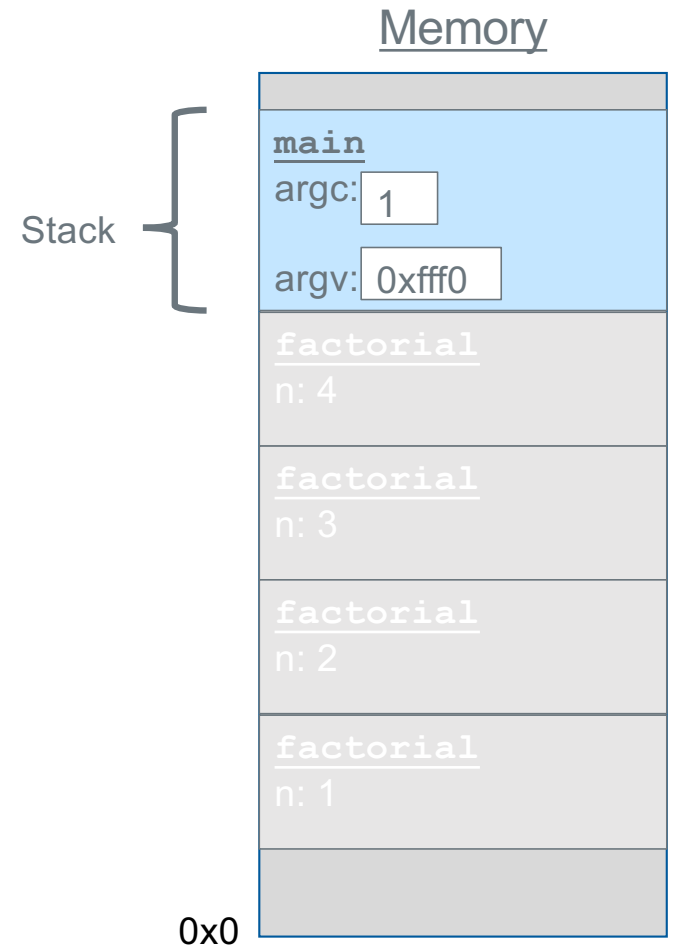 Memory
main
argc: 1
Stack
argv: 0xfff0
factorial
n: 4
factorial
n: 3
factorial
n: 2
factorial
n: 1
0x0